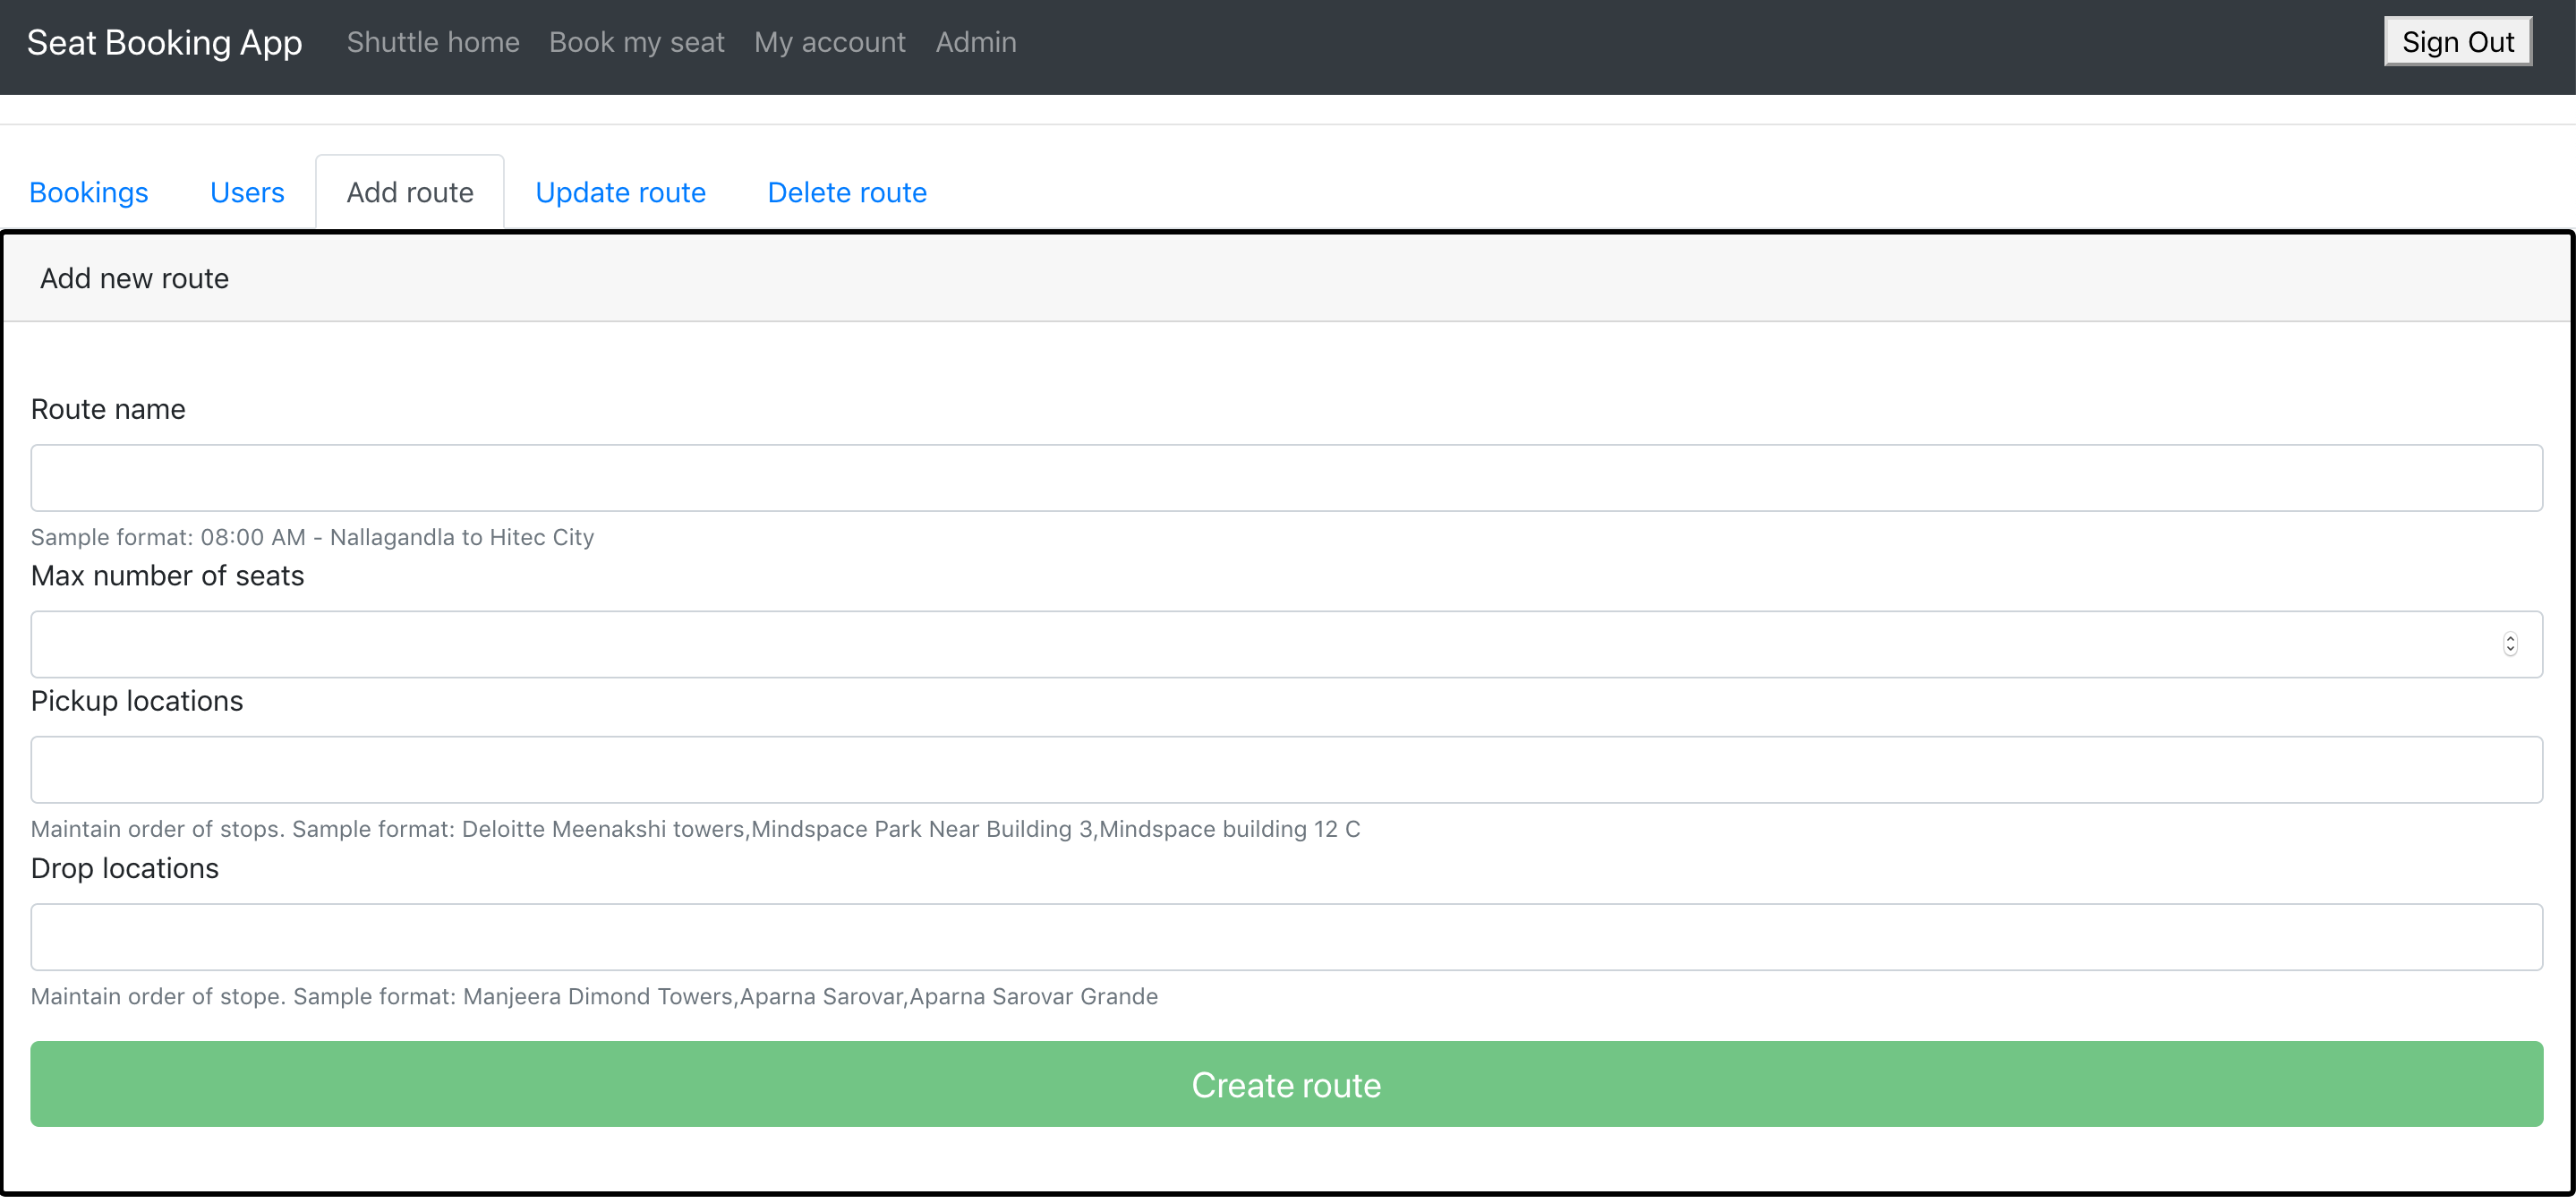 Seat Booking App Shuttle home Book my seat My account Admin Sign Out
Bookings Users Add route Update route Delete route
Add new route
Route name
Sample format: 08:00 AM - Nallagandla to Hitec City
Max number of seats
Pickup locations
Maintain order of stops. Sample format: Deloitte Meenakshi towers,Mindspace Park Near Building 3,Mindspace building 12 C
Drop locations
Maintain order of stope. Sample format: Manjeera Dimond Towers,Aparna Sarovar,Aparna Sarovar Grande
Create route